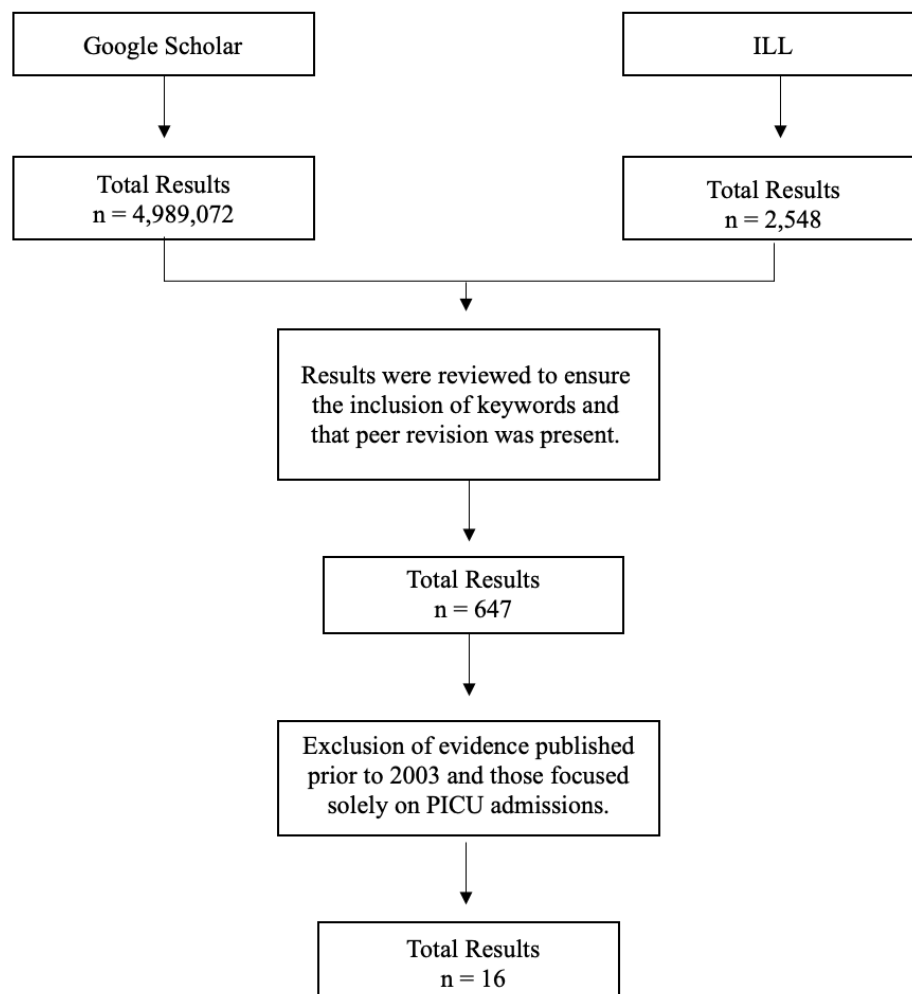 Google Scholar
ILL
Total Results
n = 4,989,072
Total Results
n = 2,548
Results were reviewed to ensure
the inclusion of keywords and
that peer revision was present.
Total Results
n = 647
Exclusion of evidence published
prior to 2003 and those focused
solely on PICU admissions.
Total Results
n = 16